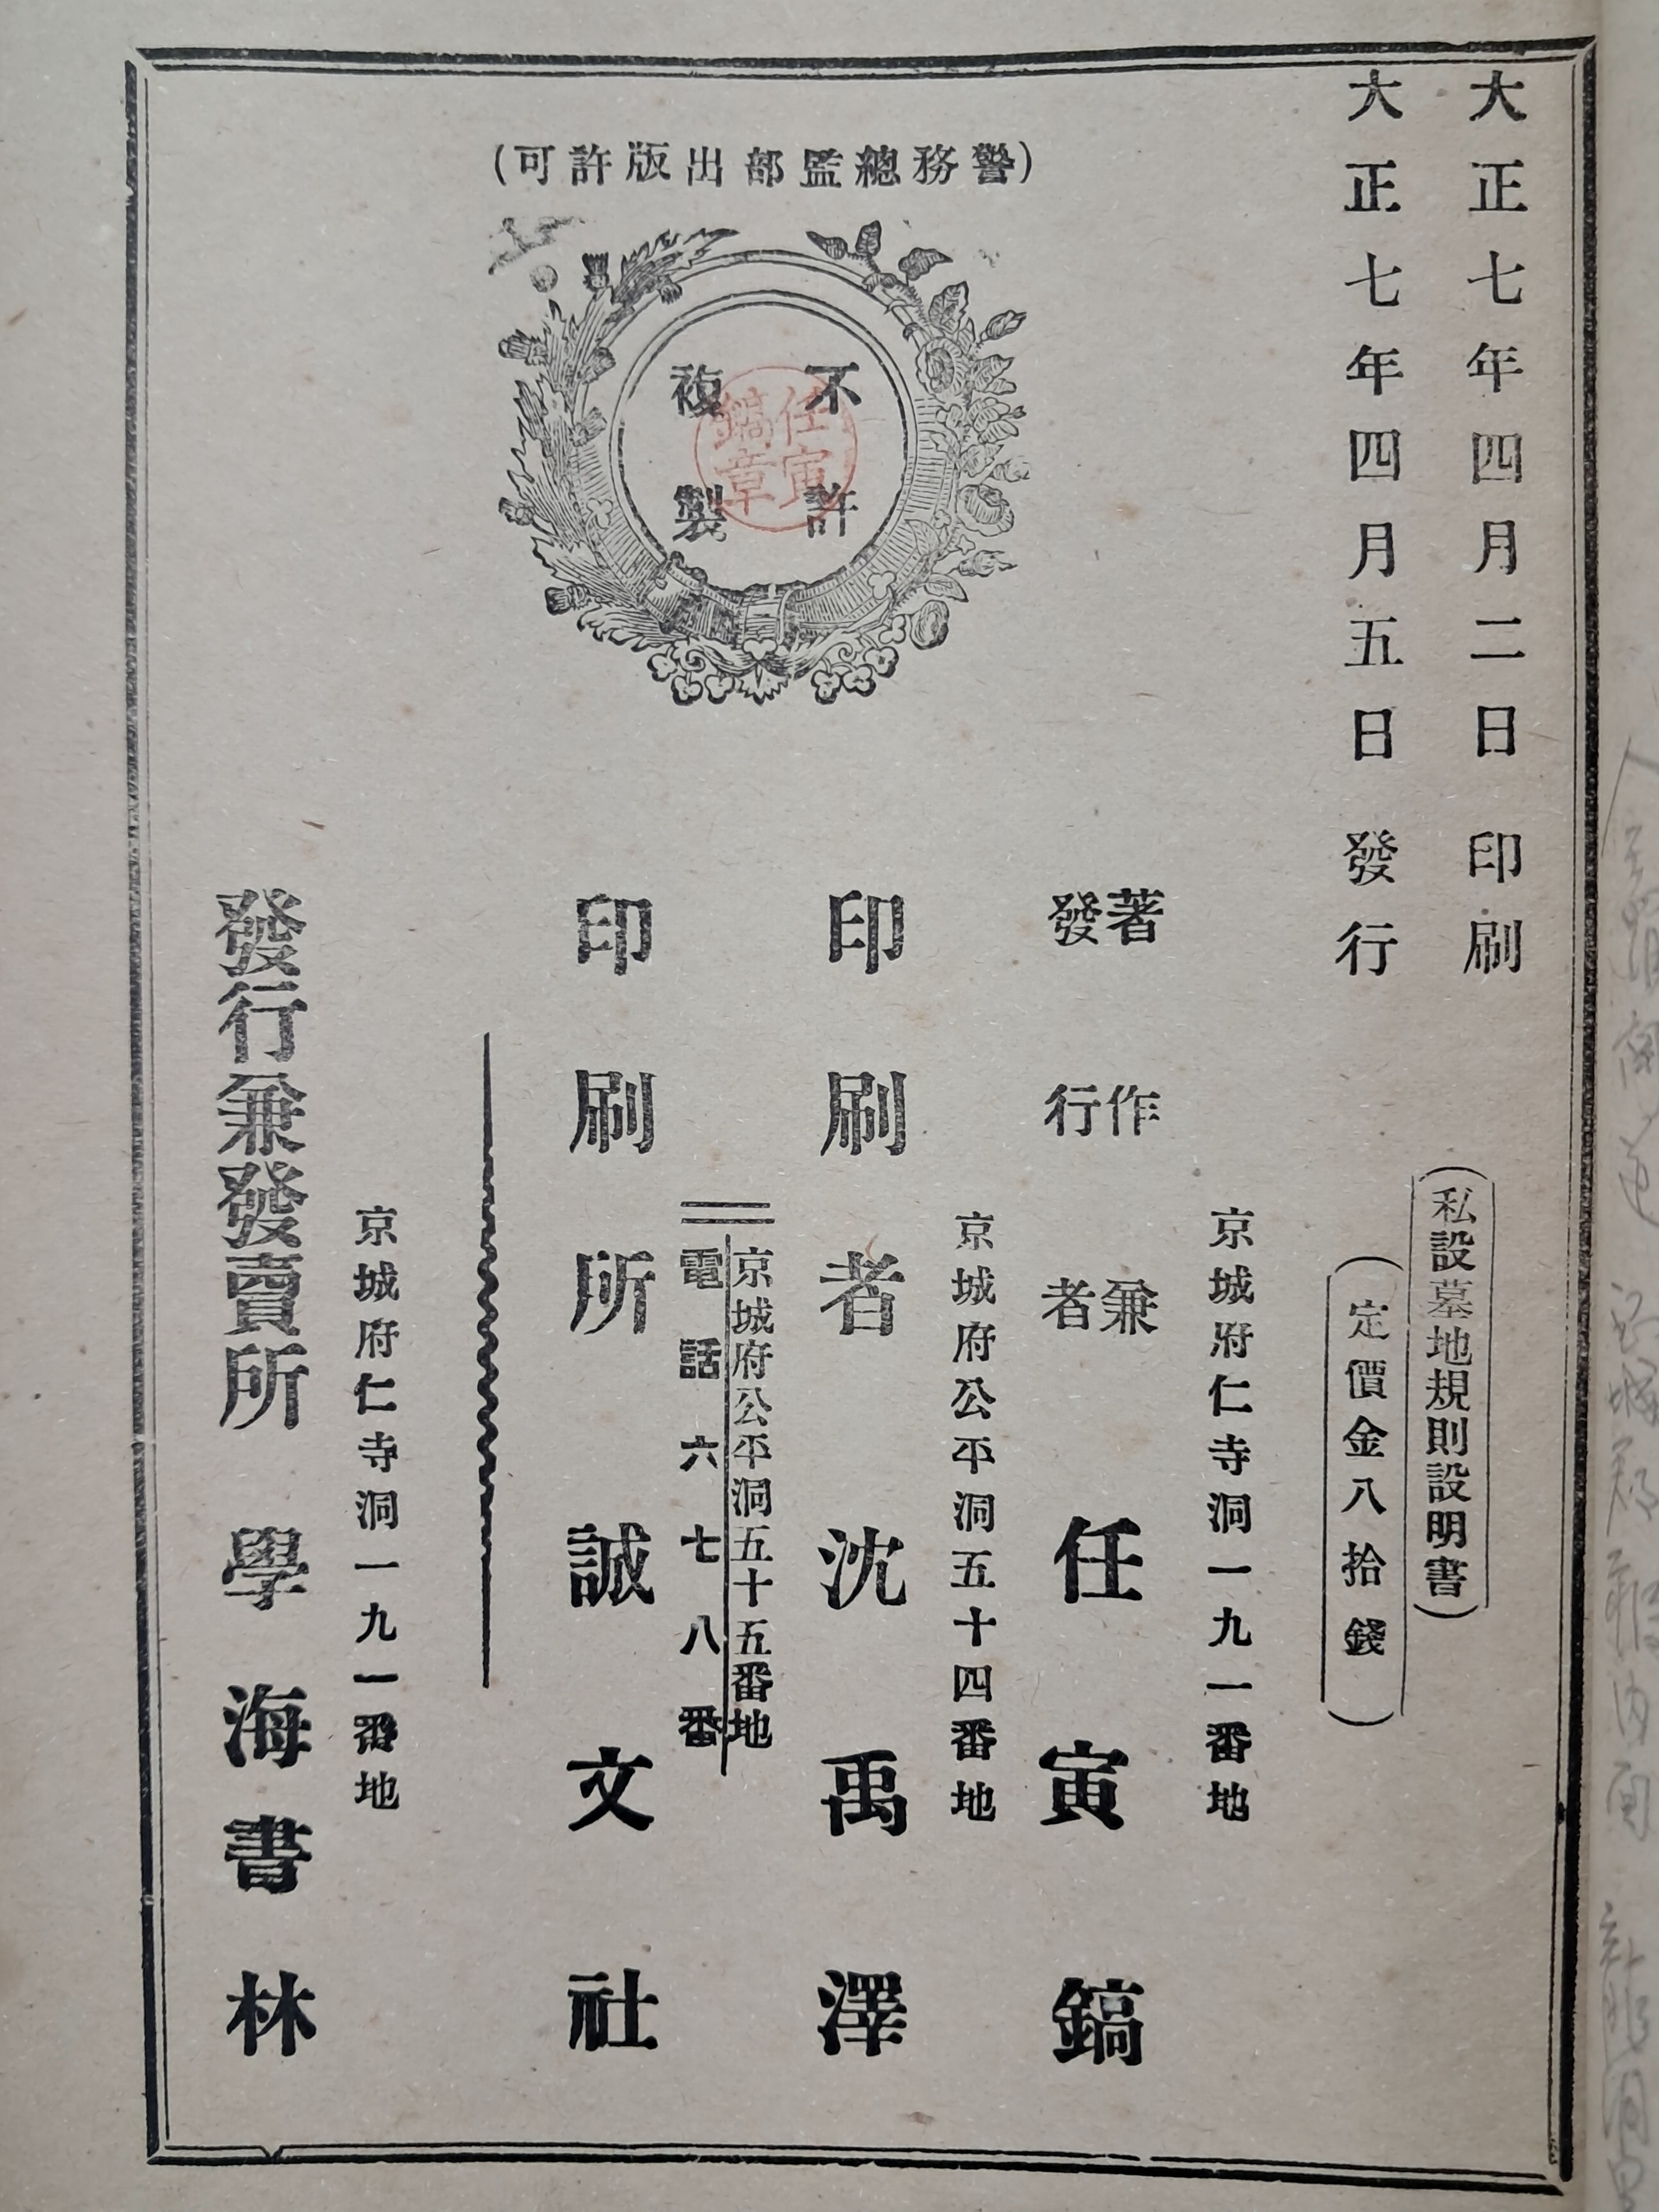 大正七年四月二日印刷
大正七年四月五日發行
(私設墓地規則設明書)
(定價金八拾錢)
(警務總監部出版許可)
不許
複製
任寅
鎬章
京城府仁寺洞一九一番地
著作兼
發行者
任寅鎬
京城府公平洞五十四番地
印刷者 沈禹澤
京城府公平洞五十五番地
電話六七八番
印刷所 誠文社
京城府仁寺洞一九一番地
發行兼發賣所 學海書林